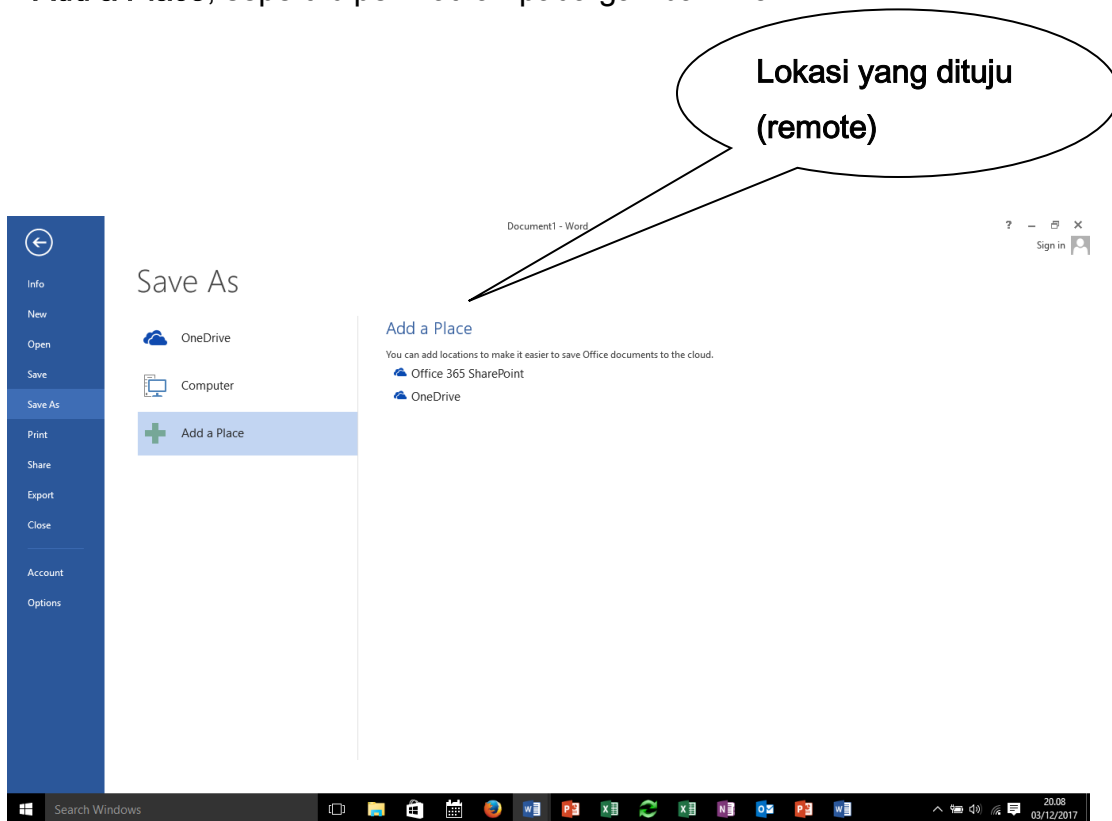 Lokasi yang dituju
(remote)
Document1 - Word
? – X
Sign in
Save As
Info
New
Open
Save
Save As
Print
Share
Export
Close
Account
Options
OneDrive
Computer
Add a Place
Add a Place
You can add locations to make it easier to save Office documents to the cloud.
Office 365 SharePoint
OneDrive
Search Windows
20.08
03/12/2017